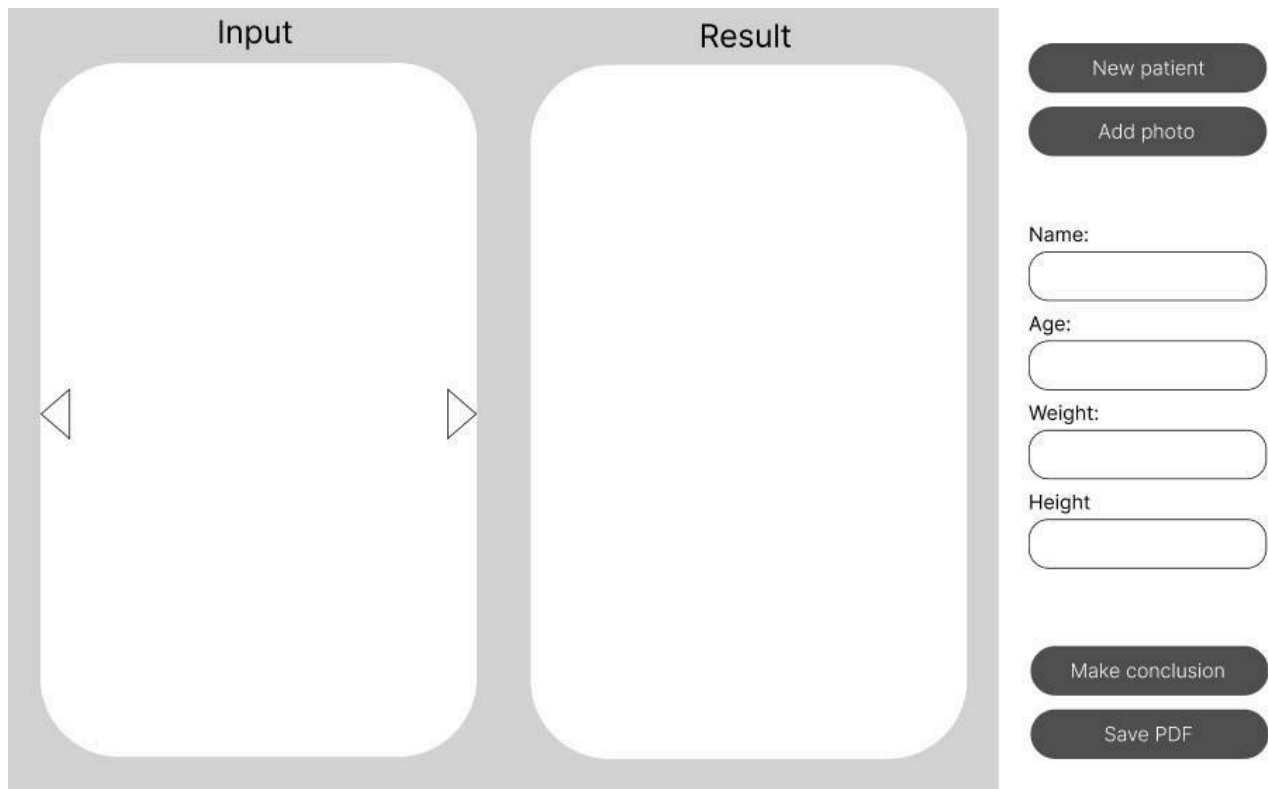 Input
Result
New patient
Add photo
Name:
Age:
Weight:
Height
Make conclusion
Save PDF